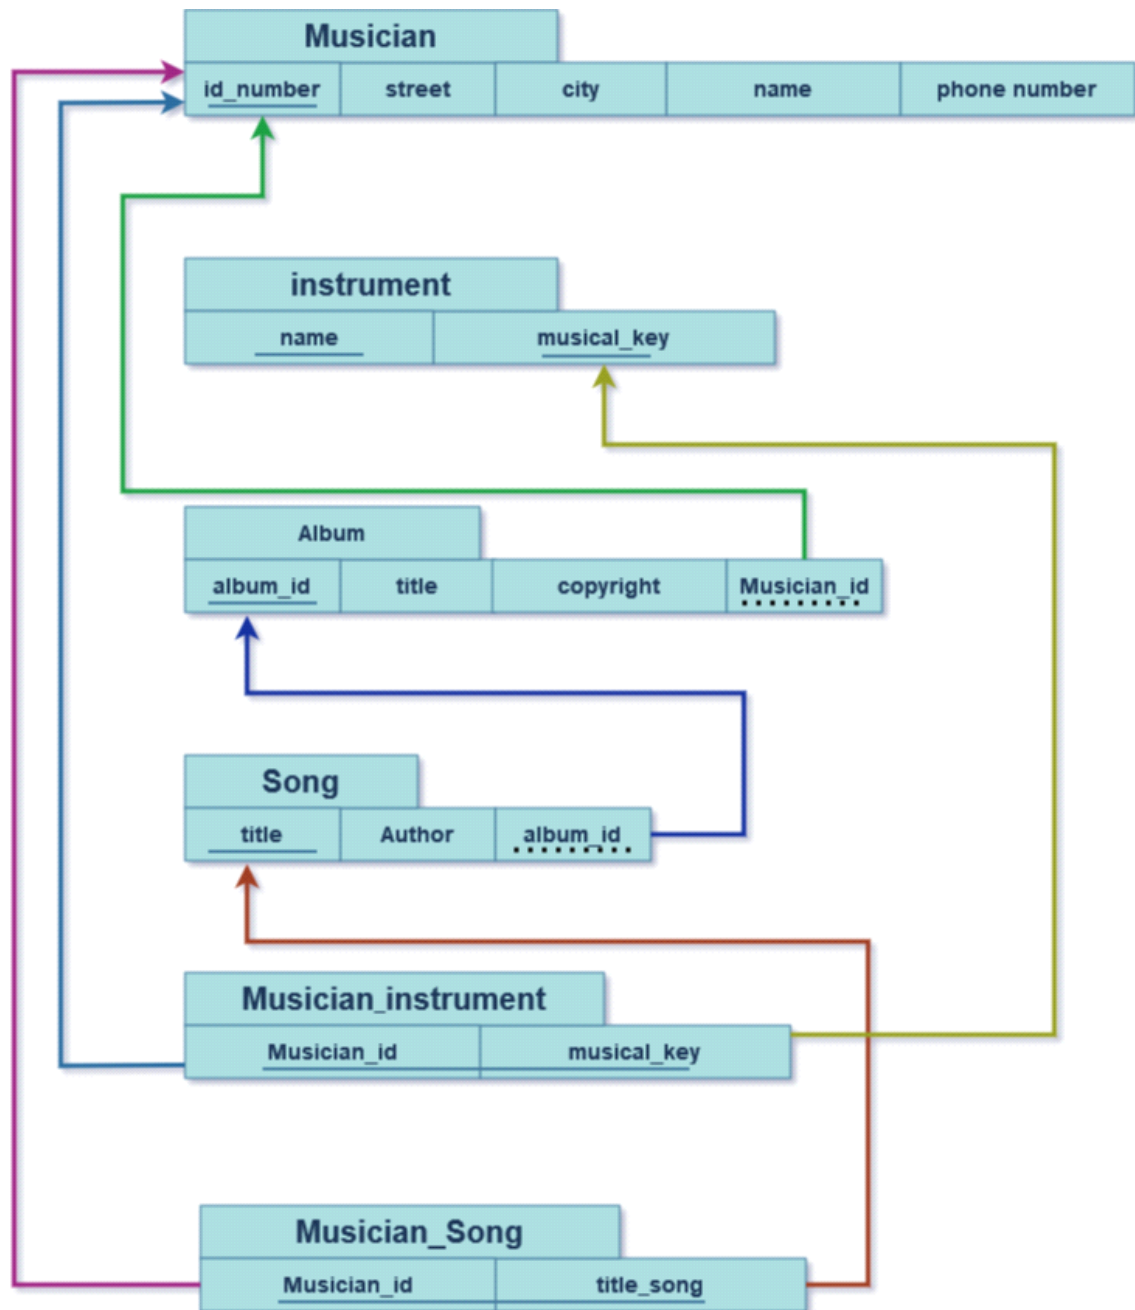 Musician
id_number street city name phone number
instrument
name musical_key
Album
album_id title copyright Musician_id
Song
title Author album_id
Musician_instrument
Musician_id musical_key
Musician_Song
Musician_id title_song